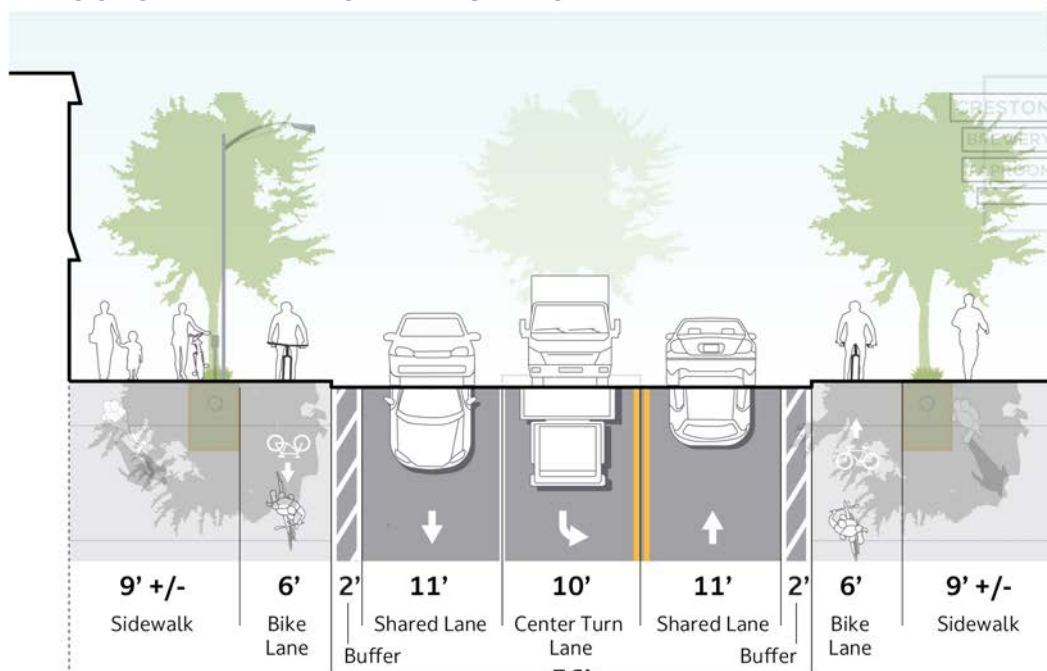 CRESTON
BREWERY
TAPROOM
9’ +/-
Sidewalk
6’
Bike
Lane
2’
Buffer
11’
Shared Lane
10’
Center Turn
Lane
11’
Shared Lane
2’
Buffer
6’
Bike
Lane
9’ +/-
Sidewalk